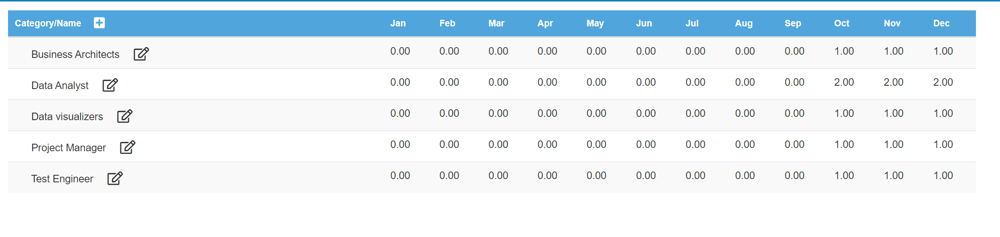 Category/Name Jan Feb Mar Apr May Jun Jul Aug Sep Oct Nov Dec
Business Architects 0.00 0.00 0.00 0.00 0.00 0.00 0.00 0.00 0.00 1.00 1.00 1.00
Data Analyst 0.00 0.00 0.00 0.00 0.00 0.00 0.00 0.00 0.00 2.00 2.00 2.00
Data visualizers 0.00 0.00 0.00 0.00 0.00 0.00 0.00 0.00 0.00 1.00 1.00 1.00
Project Manager 0.00 0.00 0.00 0.00 0.00 0.00 0.00 0.00 0.00 1.00 1.00 1.00
Test Engineer 0.00 0.00 0.00 0.00 0.00 0.00 0.00 0.00 0.00 1.00 1.00 1.00